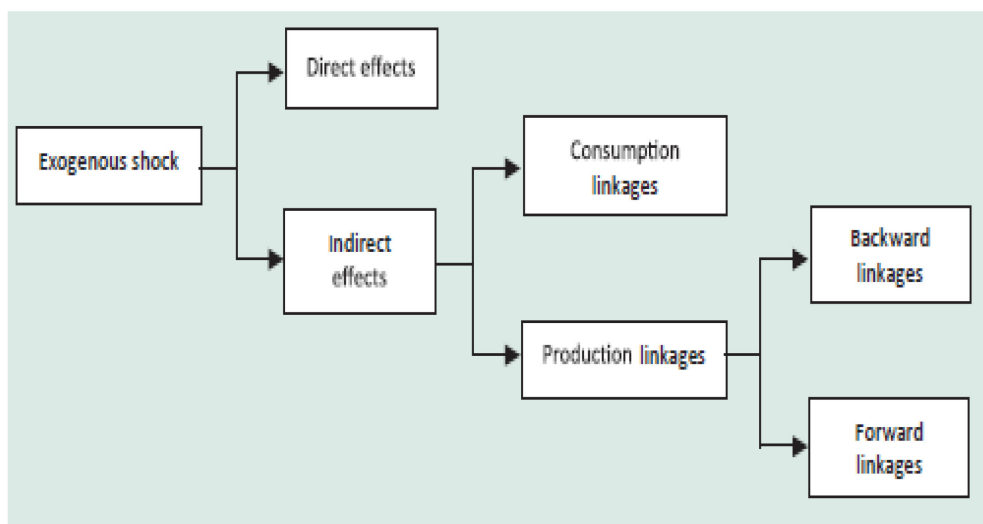 Direct effects
Exogenous shock
Consumption
linkages
Indirect
effects
Backward
linkages
Production linkages
Forward
linkages